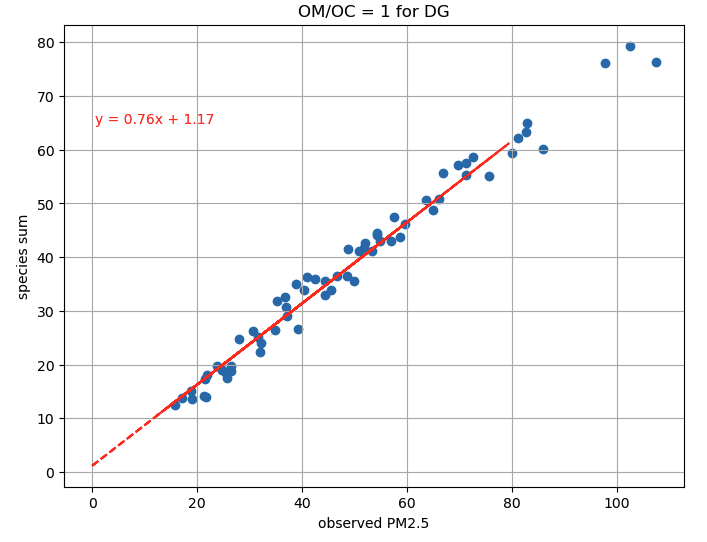 OM/OC = 1 for DG
80
70
y = 0.76x + 1.17
60
50
species sum
40
30
20
10
0
0 20 40 60 80 100
observed PM2.5